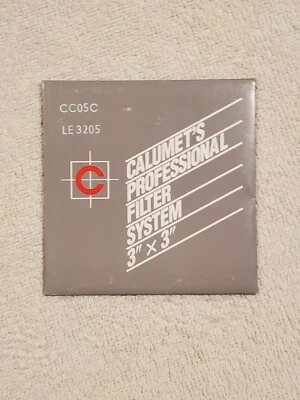 CC05C
LE 3205
C
CALUMET'S
PROFESSIONAL
FILTER
SYSTEM
3" × 3"